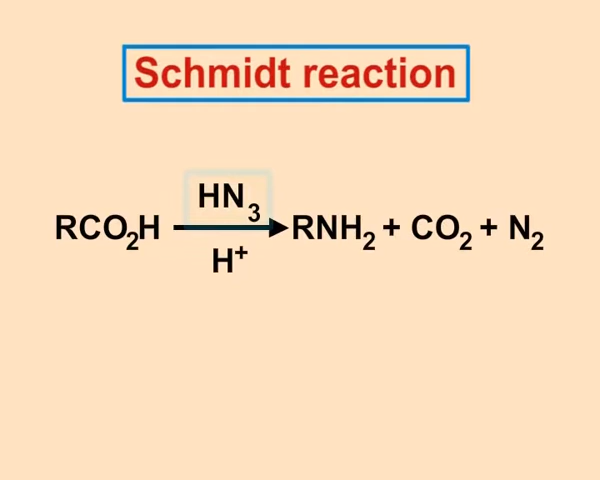 Schmidt reaction
HN₃
RCO₂H → RNH₂ + CO₂ + N₂
H⁺